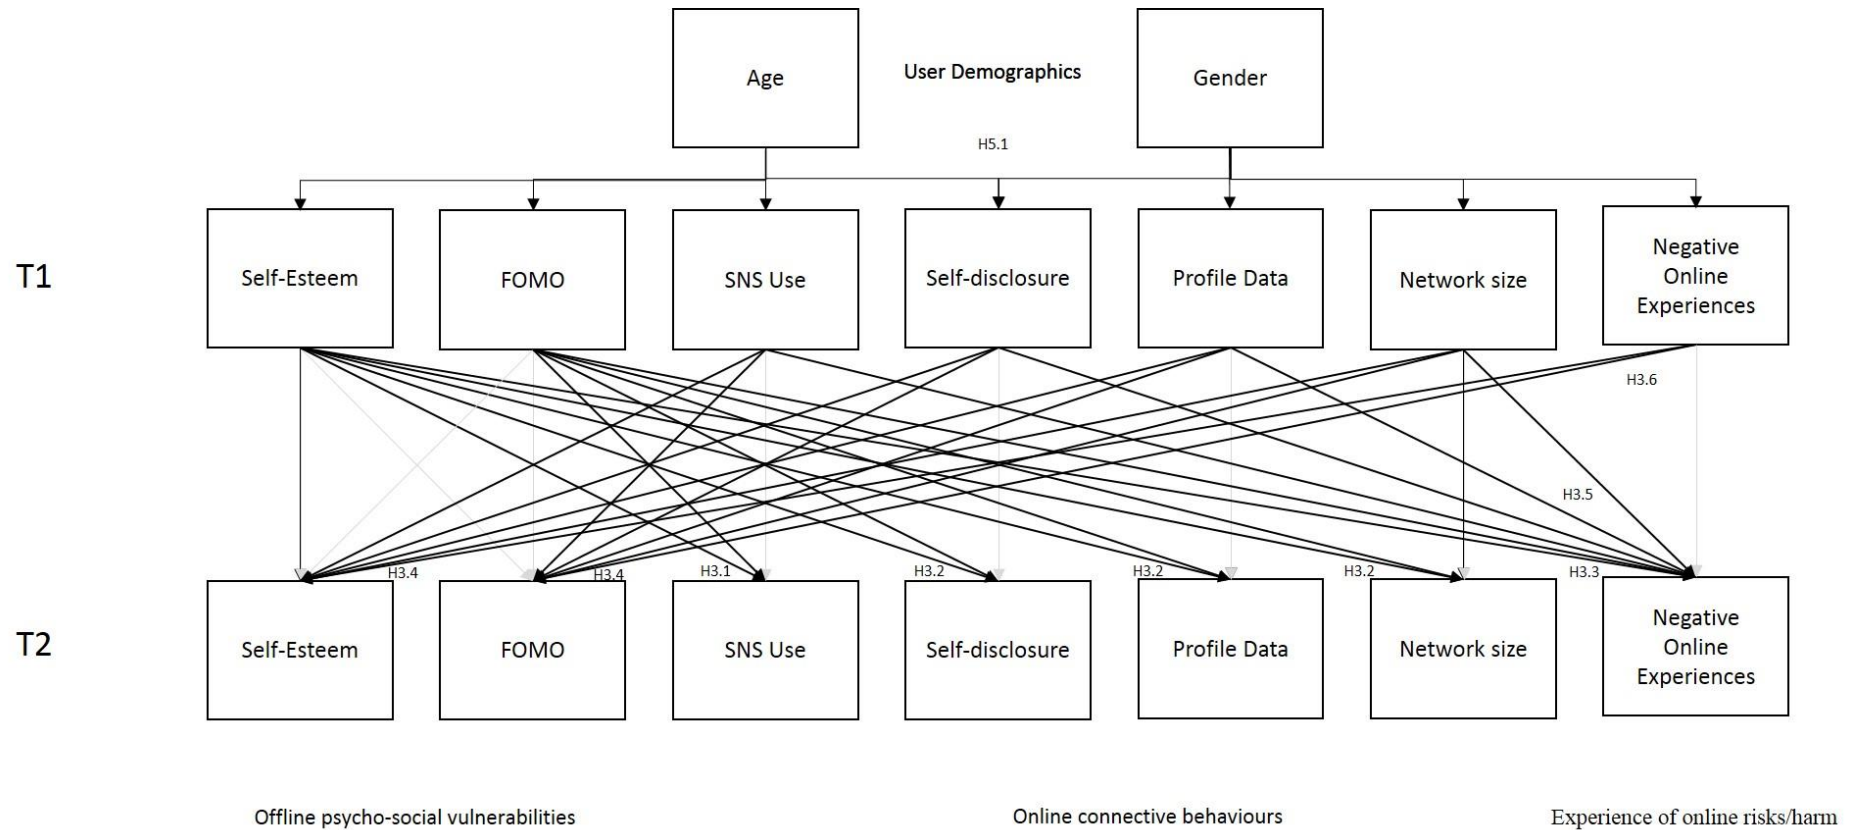 Age
User Demographics
Gender
H5.1
T1
Self-Esteem
FOMO
SNS Use
Self-disclosure
Profile Data
Network size
Negative
Online
Experiences
H3.6
H3.5
H3.4
H3.4
H3.1
H3.2
H3.2
H3.2
H3.3
T2
Self-Esteem
FOMO
SNS Use
Self-disclosure
Profile Data
Network size
Negative
Online
Experiences
Offline psycho-social vulnerabilities
Online connective behaviours
Experience of online risks/harm